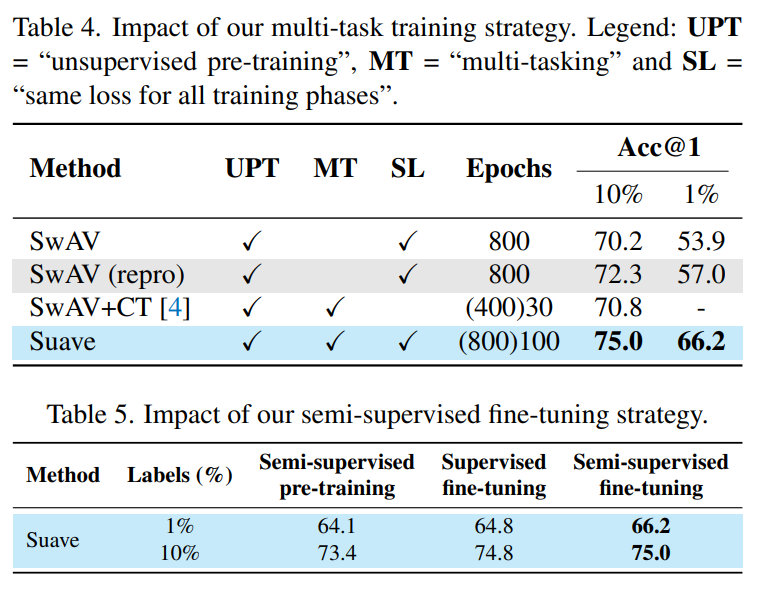 Table 4. Impact of our multi-task training strategy. Legend: UPT
= “unsupervised pre-training”, MT = “multi-tasking” and SL =
“same loss for all training phases”.
Method UPT MT SL Epochs Acc@1
10% 1%
SwAV ✓ ✓ 800 70.2 53.9
SwAV (repro) ✓ ✓ 800 72.3 57.0
SwAV+CT [4] ✓ ✓ (400)30 70.8 -
Suave ✓ ✓ ✓ (800)100 75.0 66.2
Table 5. Impact of our semi-supervised fine-tuning strategy.
Method Labels (%) Semi-supervised pre-training Supervised fine-tuning Semi-supervised fine-tuning
Suave 1% 64.1 64.8 66.2
10% 73.4 74.8 75.0